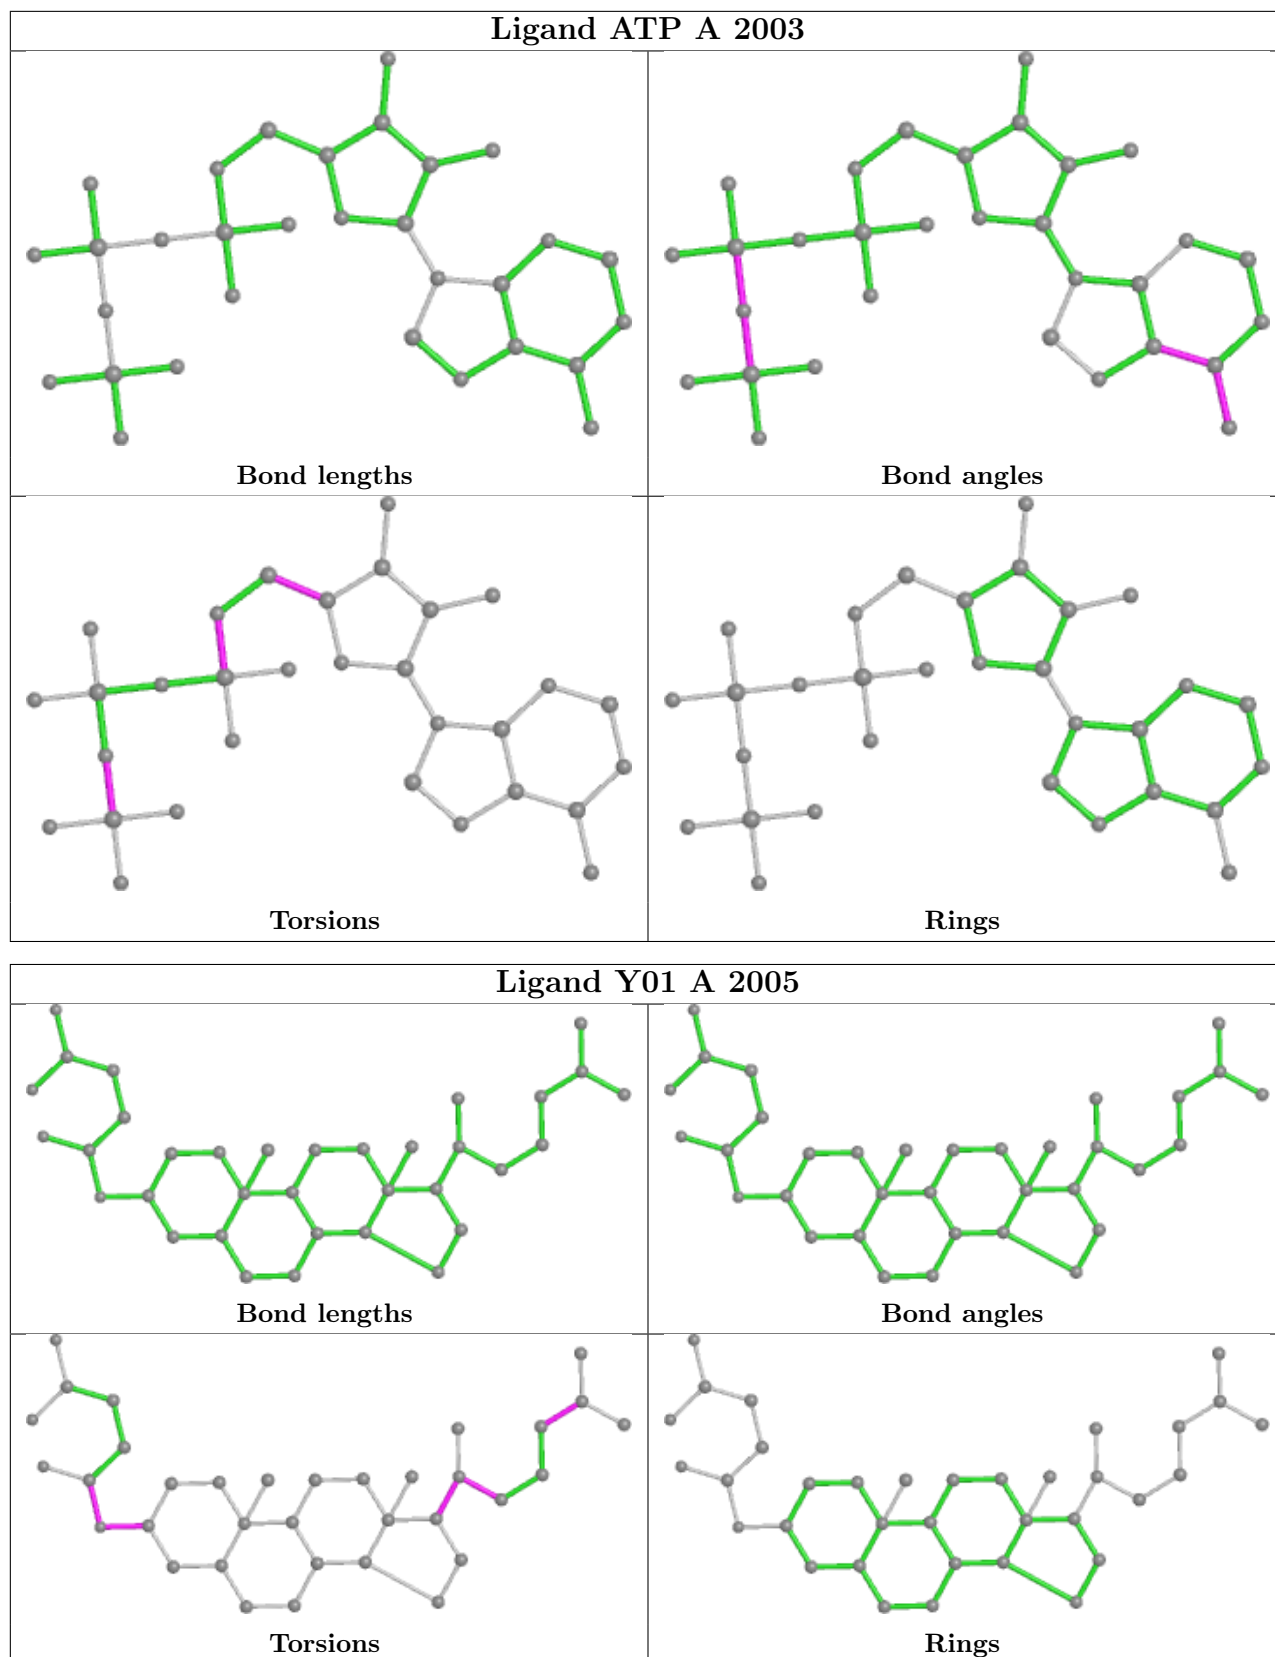 Ligand ATP A 2003
Bond lengths
Bond angles
Torsions
Rings
Ligand Y01 A 2005
Bond lengths
Bond angles
Torsions
Rings